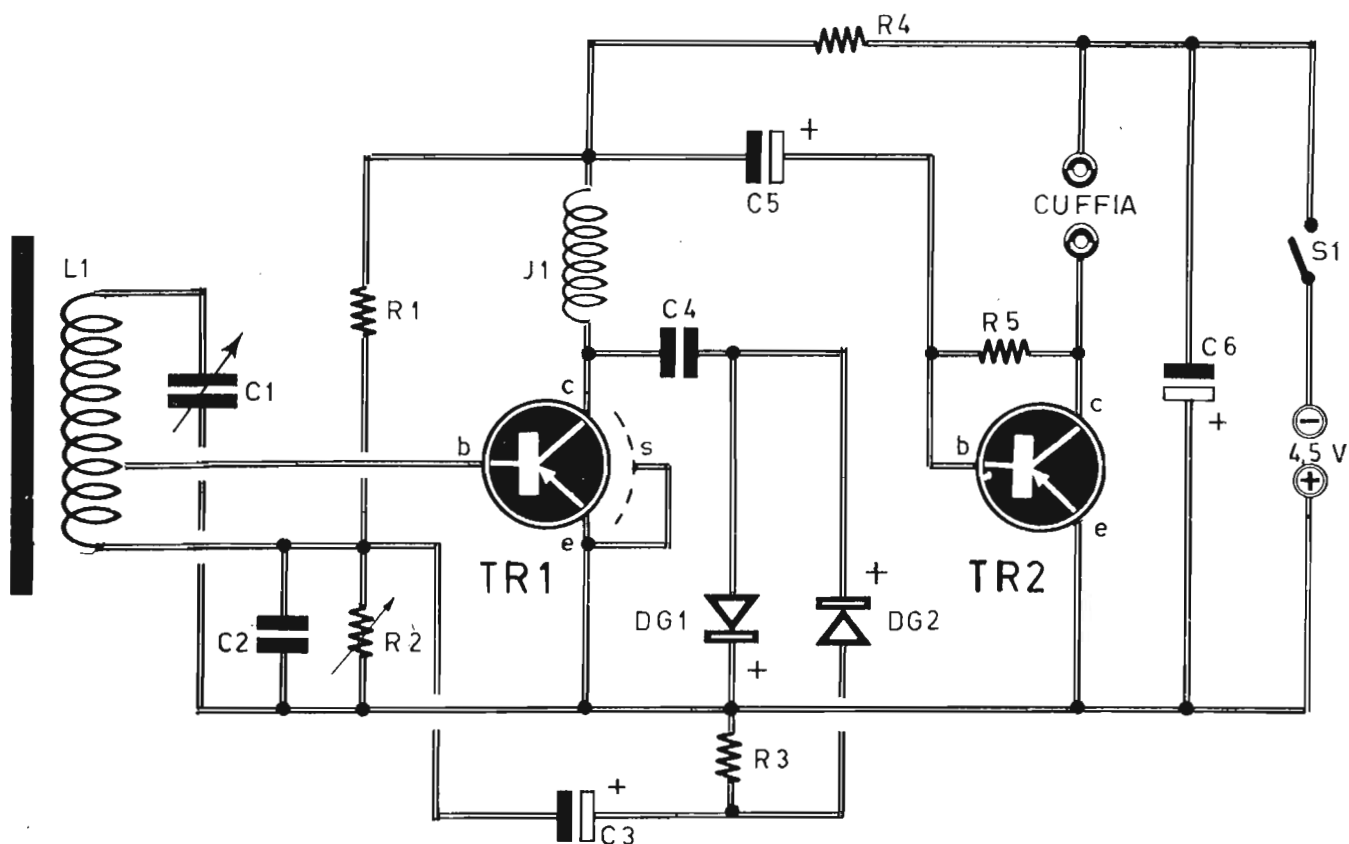 R4
+
C5
CUFFIA
S1
L1
J1
R1
C4
R5
C6
C1
c
c
+
b
s
b
−
4,5 V
+
e
e
TR1
TR2
C2
R2
DG1
+
DG2
+
R3
+
C3